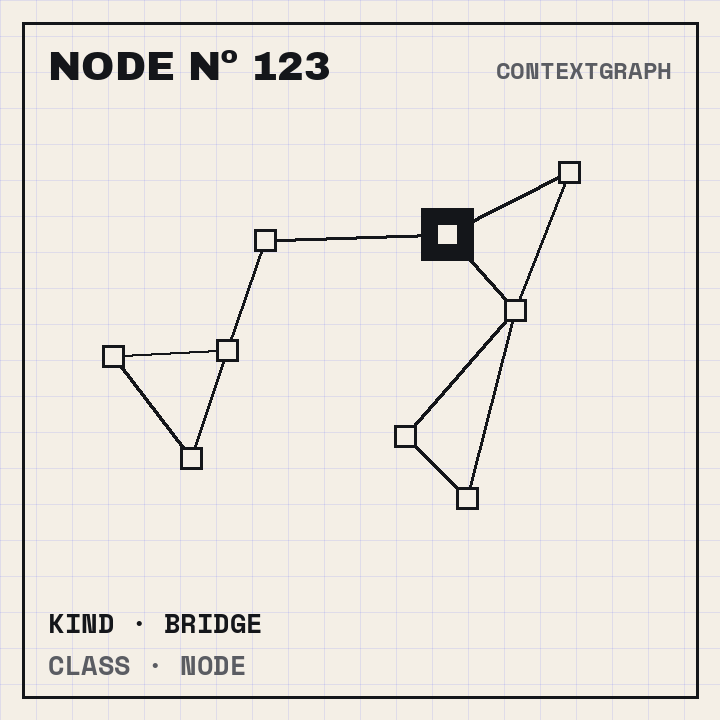 NODE Nº 123
CONTEXTGRAPH
KIND · BRIDGE
CLASS · NODE